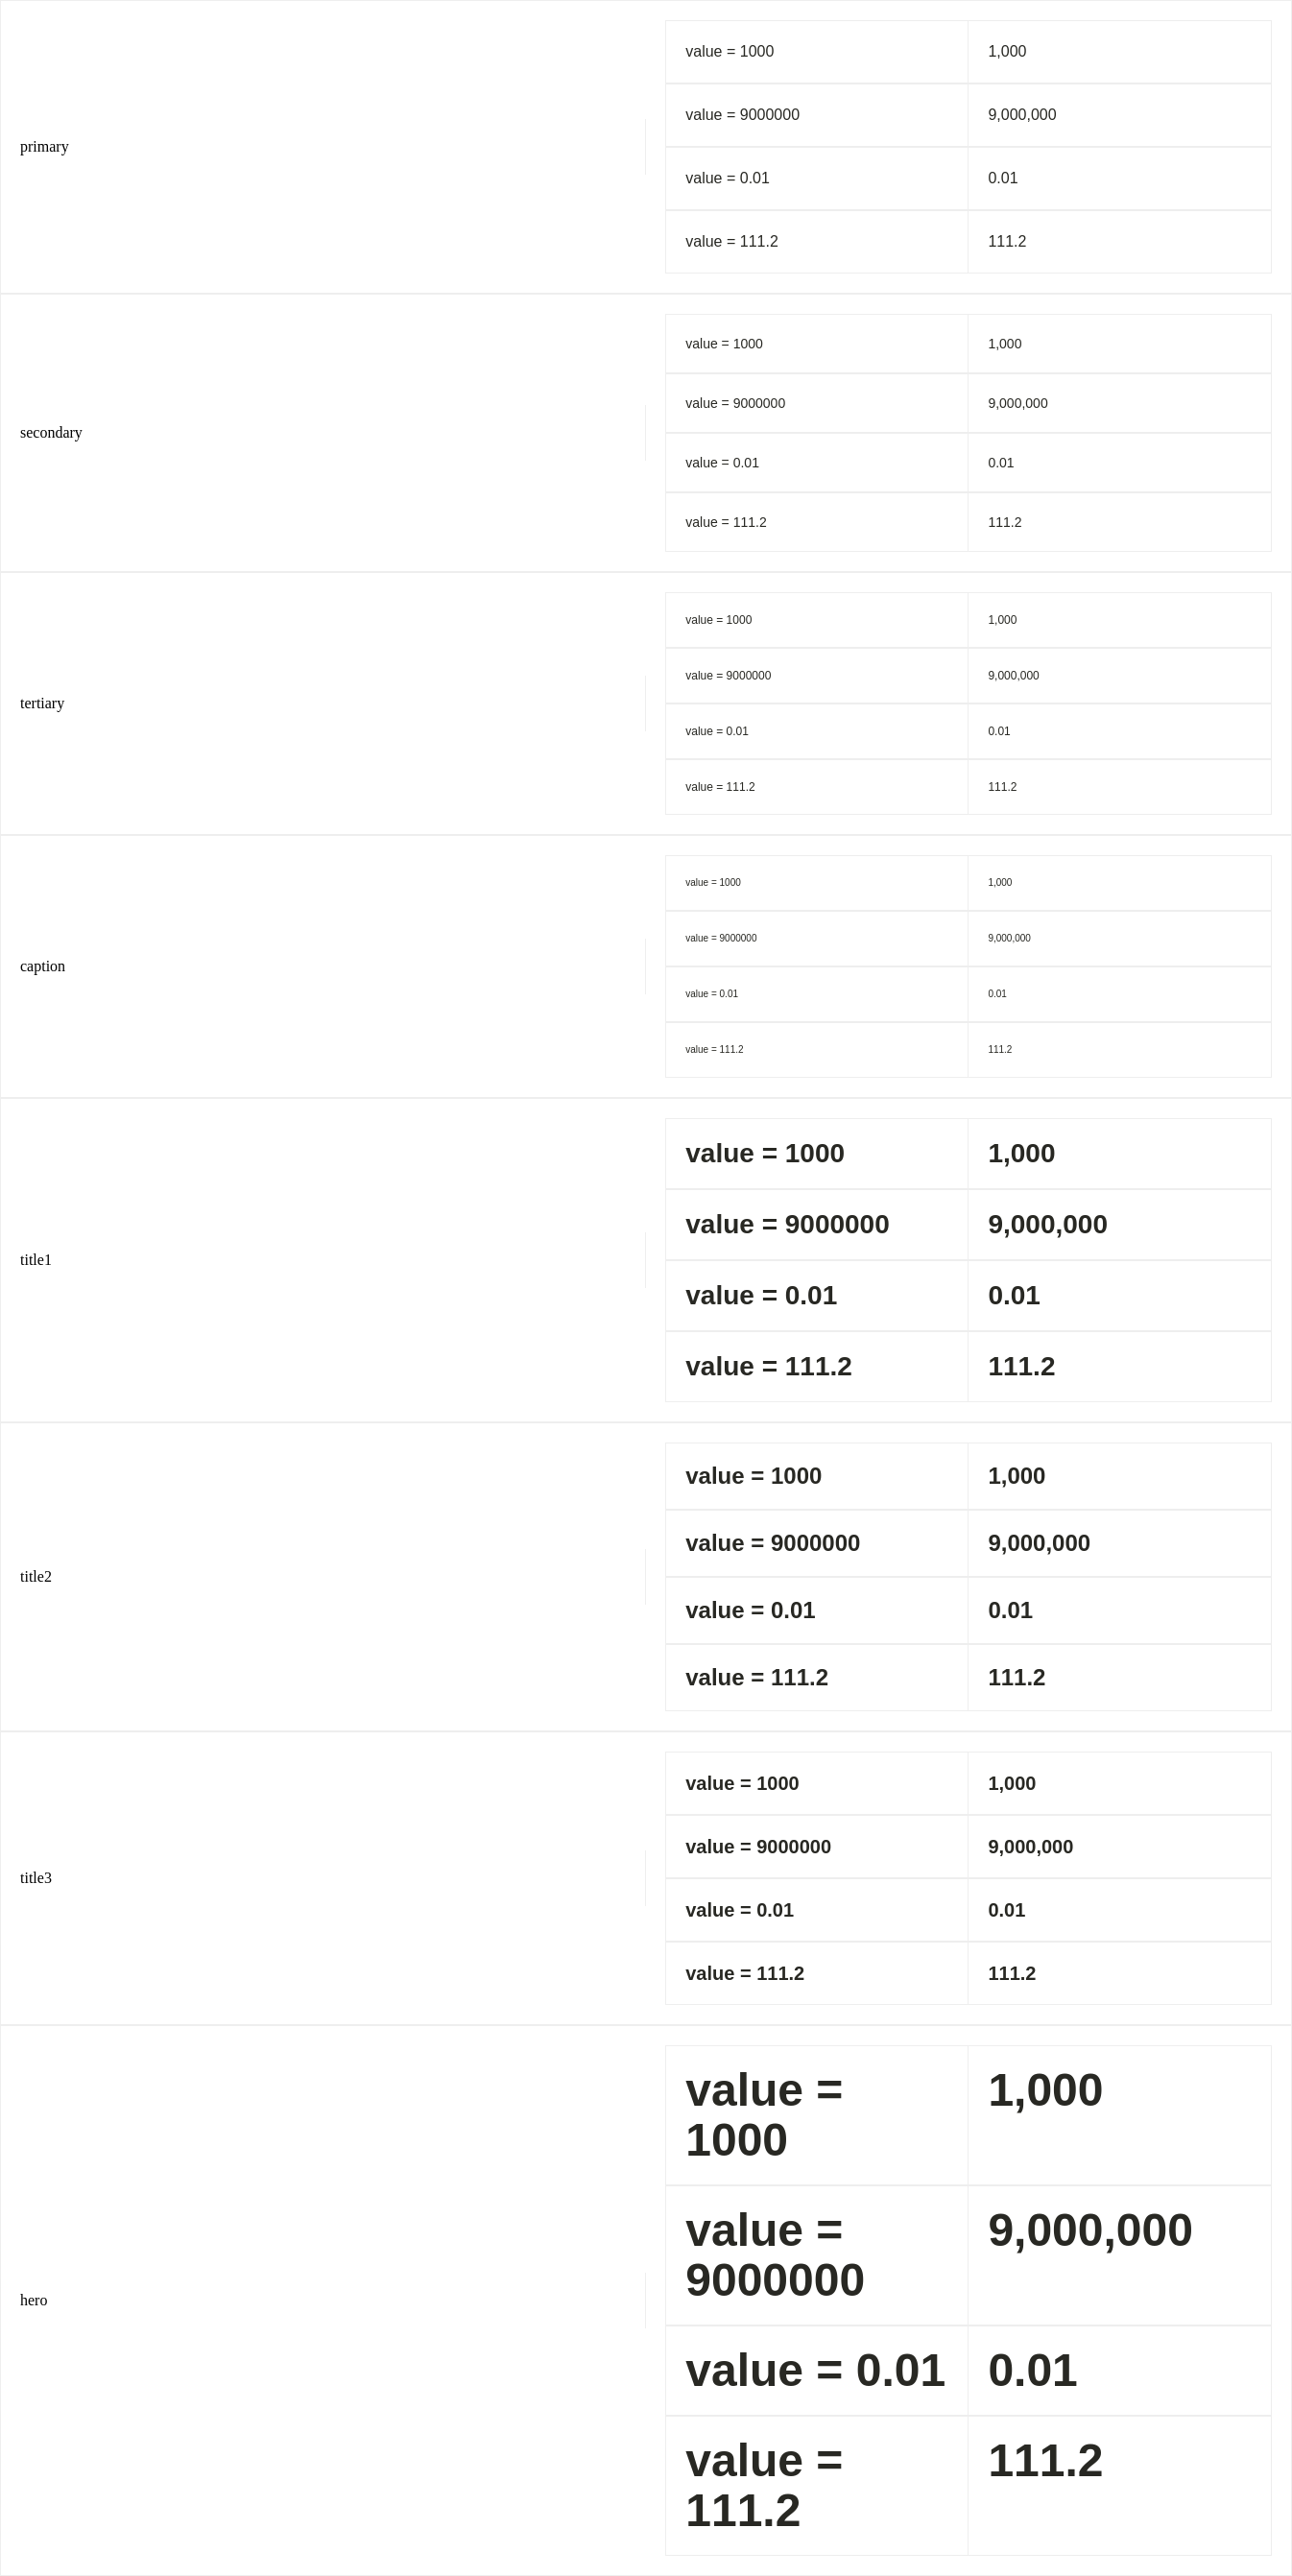 primary
value = 1000 1,000
value = 9000000 9,000,000
value = 0.01 0.01
value = 111.2 111.2
secondary
value = 1000 1,000
value = 9000000 9,000,000
value = 0.01 0.01
value = 111.2 111.2
tertiary
value = 1000 1,000
value = 9000000 9,000,000
value = 0.01 0.01
value = 111.2 111.2
caption
value = 1000 1,000
value = 9000000 9,000,000
value = 0.01 0.01
value = 111.2 111.2
title1
value = 1000 1,000
value = 9000000 9,000,000
value = 0.01 0.01
value = 111.2 111.2
title2
value = 1000 1,000
value = 9000000 9,000,000
value = 0.01 0.01
value = 111.2 111.2
title3
value = 1000 1,000
value = 9000000 9,000,000
value = 0.01 0.01
value = 111.2 111.2
hero
value =
1000
1,000
value =
9000000
9,000,000
value = 0.01 0.01
value =
111.2
111.2